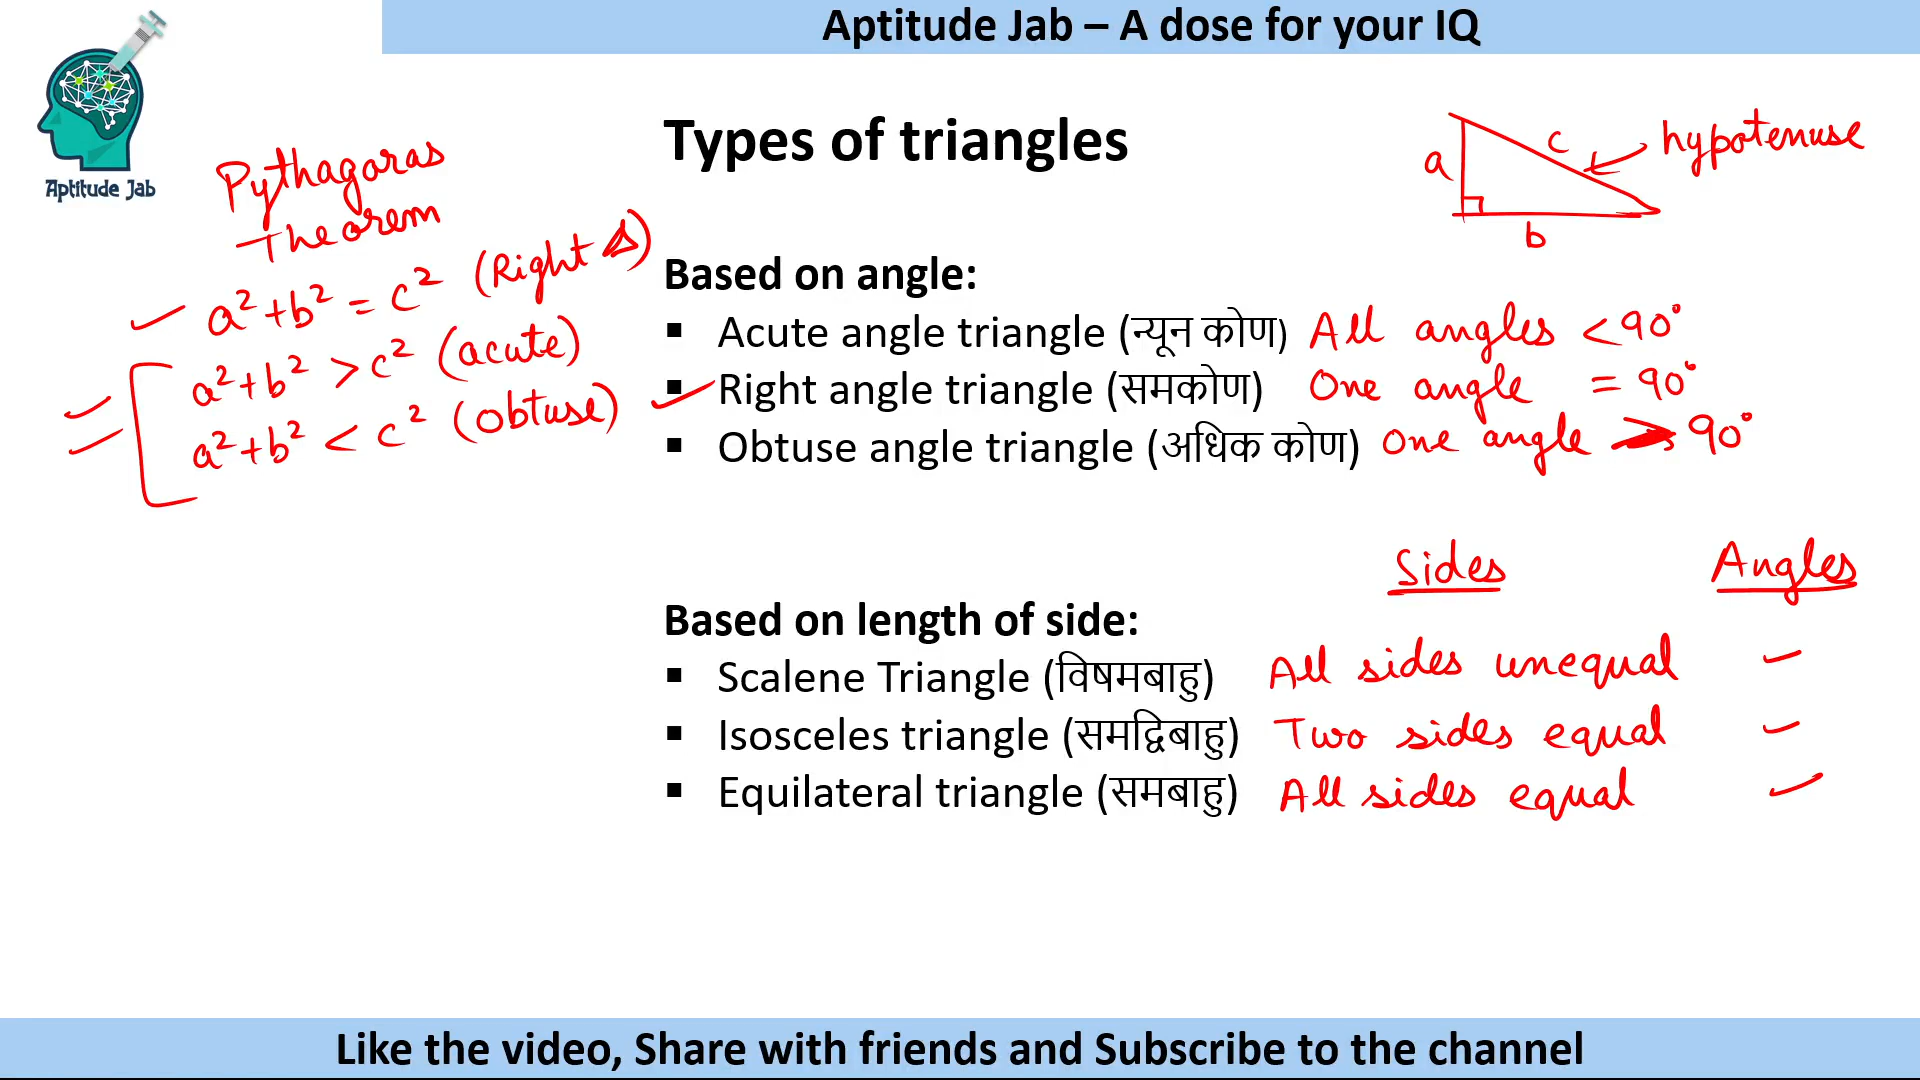 Aptitude Jab – A dose for your IQ
Aptitude Jab
Types of triangles
Pythagoras
Theorem
a²+b² = c² (Right Δ)
a²+b² > c² (acute)
a²+b² < c² (obtuse)
a
b
c
hypotenuse
Based on angle:
▪ Acute angle triangle (न्यून कोण) All angles < 90°
▪ Right angle triangle (समकोण) One angle = 90°
▪ Obtuse angle triangle (अधिक कोण) One angle > 90°
Sides Angles
Based on length of side:
▪ Scalene Triangle (विषमबाहु) All sides unequal
▪ Isosceles triangle (समद्विबाहु) Two sides equal
▪ Equilateral triangle (समबाहु) All sides equal
Like the video, Share with friends and Subscribe to the channel